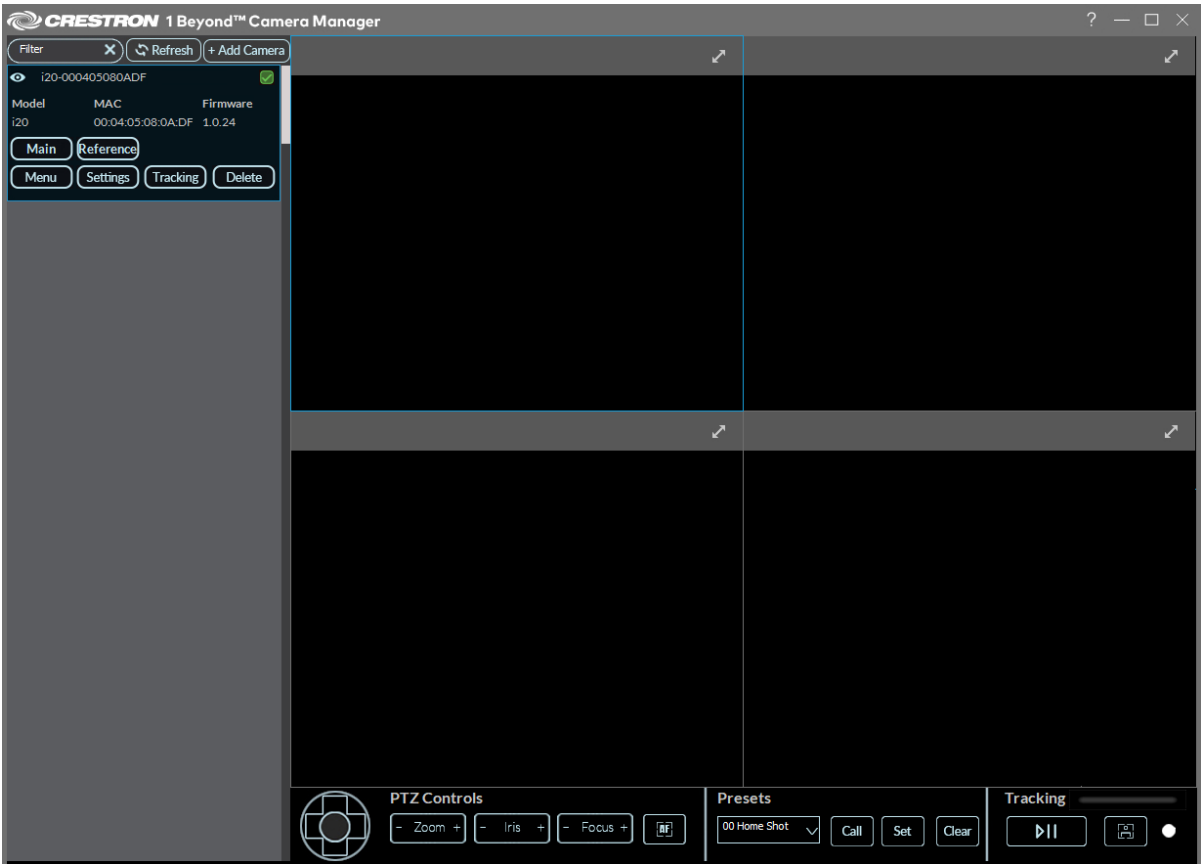 CRESTRON 1 Beyond™ Camera Manager
Filter Refresh + Add Camera
i20-000405080ADF
Model MAC Firmware
i20 00:04:05:08:0A:DF 1.0.24
Main Reference
Menu Settings Tracking Delete
PTZ Controls Presets Tracking
- Zoom + - Iris + - Focus + AF 00 Home Shot Call Set Clear